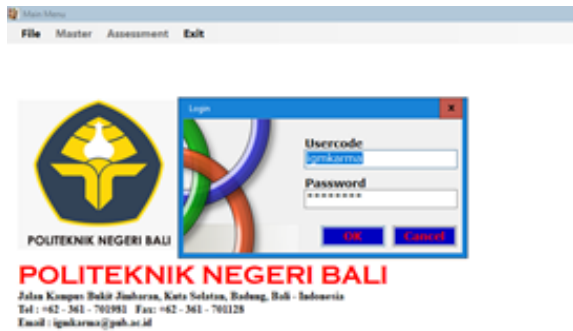 Main Menu
File Master Assessment Exit
Login
Usercode
igmkarma
Password
********
OK Cancel
POLITEKNIK NEGERI BALI
POLITEKNIK NEGERI BALI
Jalan Kampus Bukit Jimbaran, Kuta Selatan, Badung, Bali - Indonesia
Tel : +62 - 361 - 701981 Fax: +62 - 361 - 701128
Email : igmkarma@pnb.ac.id